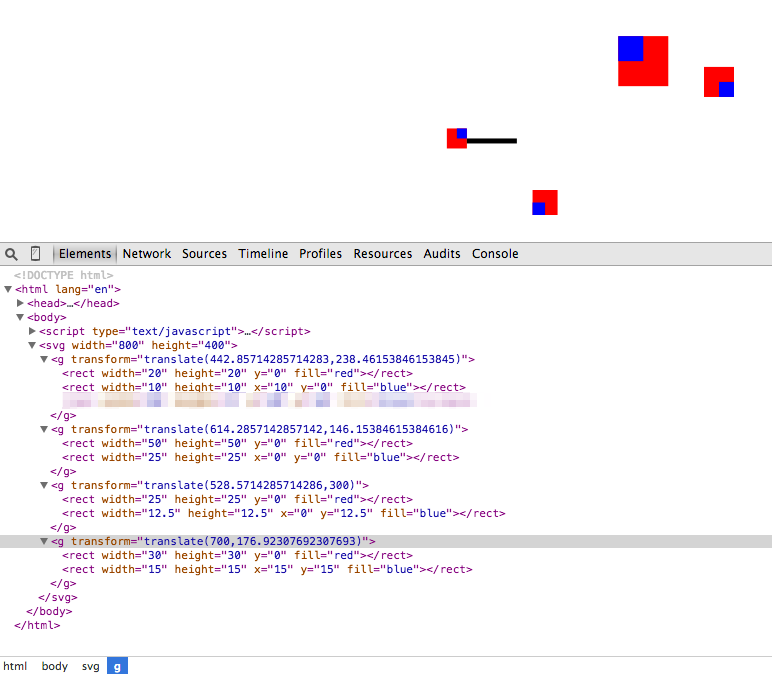 Elements Network Sources Timeline Profiles Resources Audits Console
<!DOCTYPE html>
<html lang="en">
<head>…</head>
<body>
<script type="text/javascript">…</script>
<svg width="800" height="400">
<g transform="translate(442.85714285714283,238.46153846153845)">
<rect width="20" height="20" y="0" fill="red"></rect>
<rect width="10" height="10" x="10" y="0" fill="blue"></rect>
</g>
<g transform="translate(614.2857142857142,146.15384615384616)">
<rect width="50" height="50" y="0" fill="red"></rect>
<rect width="25" height="25" x="0" y="0" fill="blue"></rect>
</g>
<g transform="translate(528.5714285714286,300)">
<rect width="25" height="25" y="0" fill="red"></rect>
<rect width="12.5" height="12.5" x="0" y="12.5" fill="blue"></rect>
</g>
<g transform="translate(700,176.92307692307693)">
<rect width="30" height="30" y="0" fill="red"></rect>
<rect width="15" height="15" x="15" y="15" fill="blue"></rect>
</g>
</svg>
</body>
</html>
html body svg g